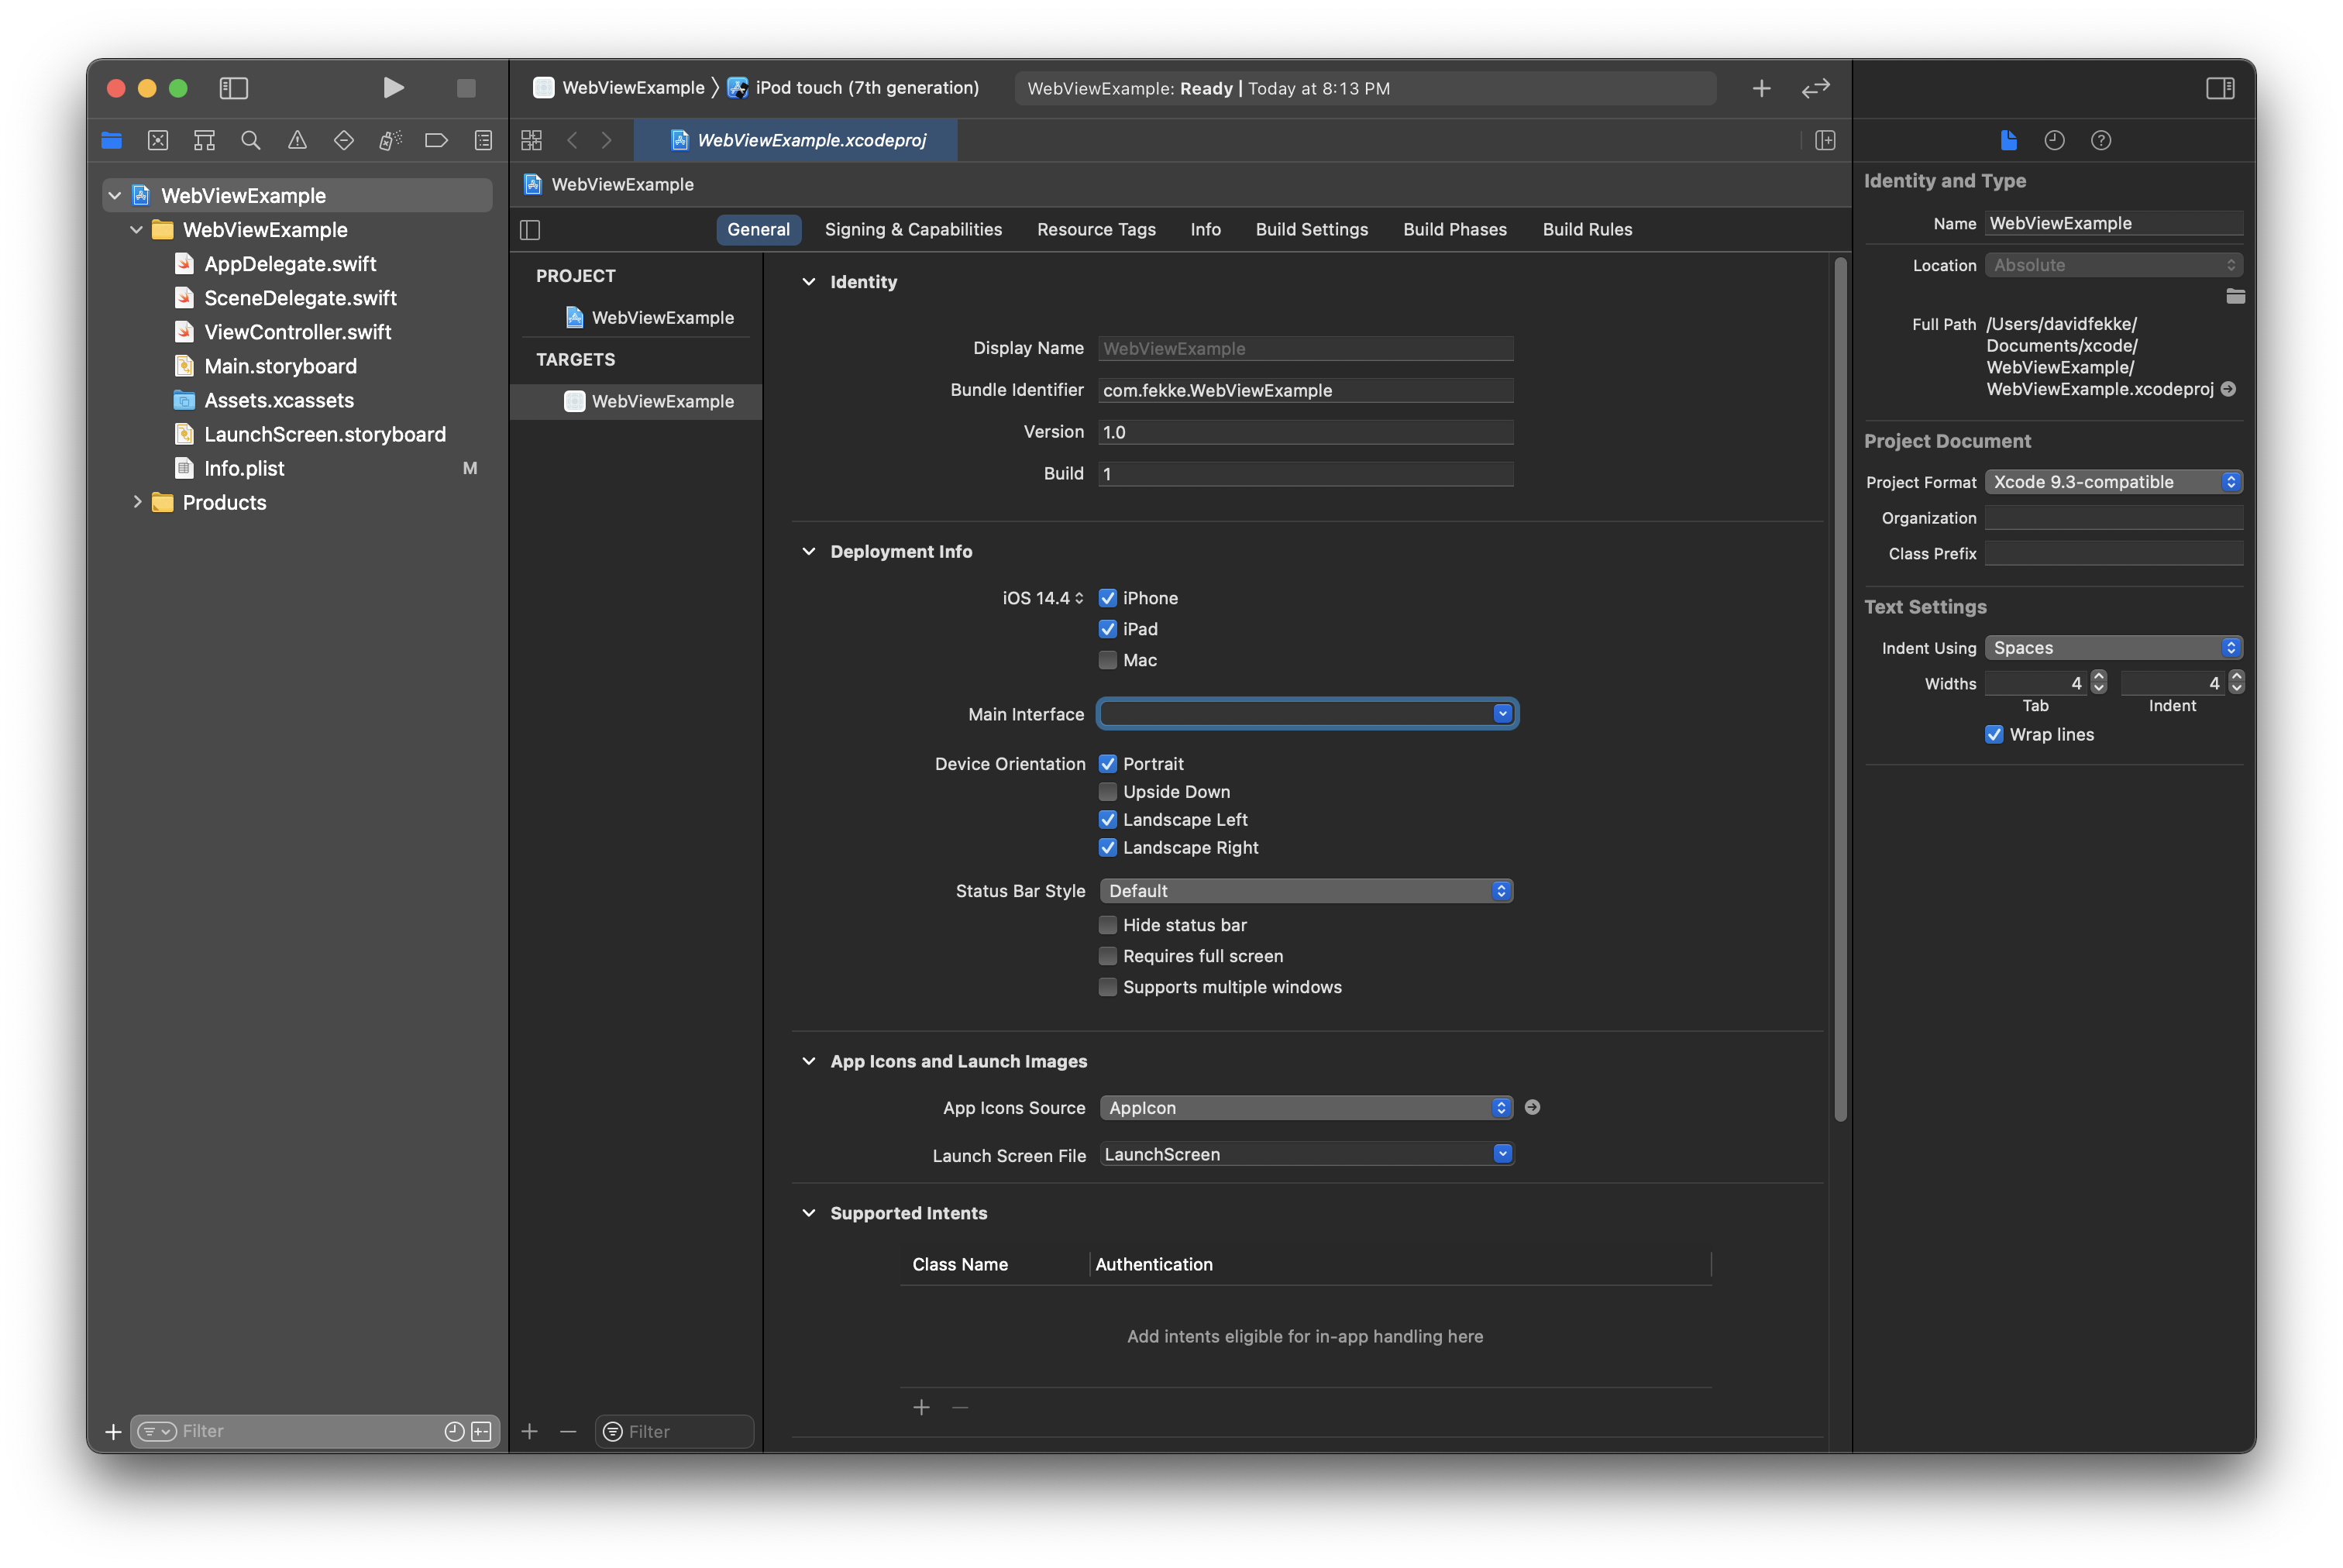 WebViewExample 〉 iPod touch (7th generation)
WebViewExample: Ready | Today at 8:13 PM
WebViewExample.xcodeproj
WebViewExample
WebViewExample
AppDelegate.swift
SceneDelegate.swift
ViewController.swift
Main.storyboard
Assets.xcassets
LaunchScreen.storyboard
Info.plist M
Products
Filter
WebViewExample
General Signing & Capabilities Resource Tags Info Build Settings Build Phases Build Rules
PROJECT
WebViewExample
TARGETS
WebViewExample
Filter
Identity
Display Name WebViewExample
Bundle Identifier com.fekke.WebViewExample
Version 1.0
Build 1
Deployment Info
iOS 14.4 iPhone
iPad
Mac
Main Interface
Device Orientation Portrait
Upside Down
Landscape Left
Landscape Right
Status Bar Style Default
Hide status bar
Requires full screen
Supports multiple windows
App Icons and Launch Images
App Icons Source AppIcon
Launch Screen File LaunchScreen
Supported Intents
Class Name Authentication
Add intents eligible for in-app handling here
Identity and Type
Name WebViewExample
Location Absolute
Full Path /Users/davidfekke/
Documents/xcode/
WebViewExample/
WebViewExample.xcodeproj
Project Document
Project Format Xcode 9.3-compatible
Organization
Class Prefix
Text Settings
Indent Using Spaces
Widths 4 4
Tab Indent
Wrap lines